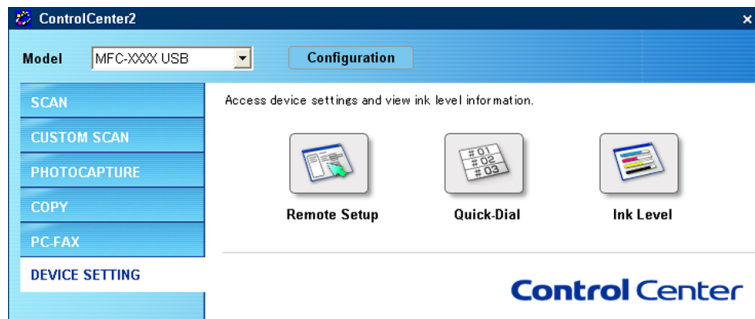 ControlCenter2
Model MFC-XXXX USB Configuration
SCAN
CUSTOM SCAN
PHOTOCAPTURE
COPY
PC-FAX
DEVICE SETTING
Access device settings and view ink level information.
#01
#02
#03
Remote Setup Quick-Dial Ink Level
Control Center